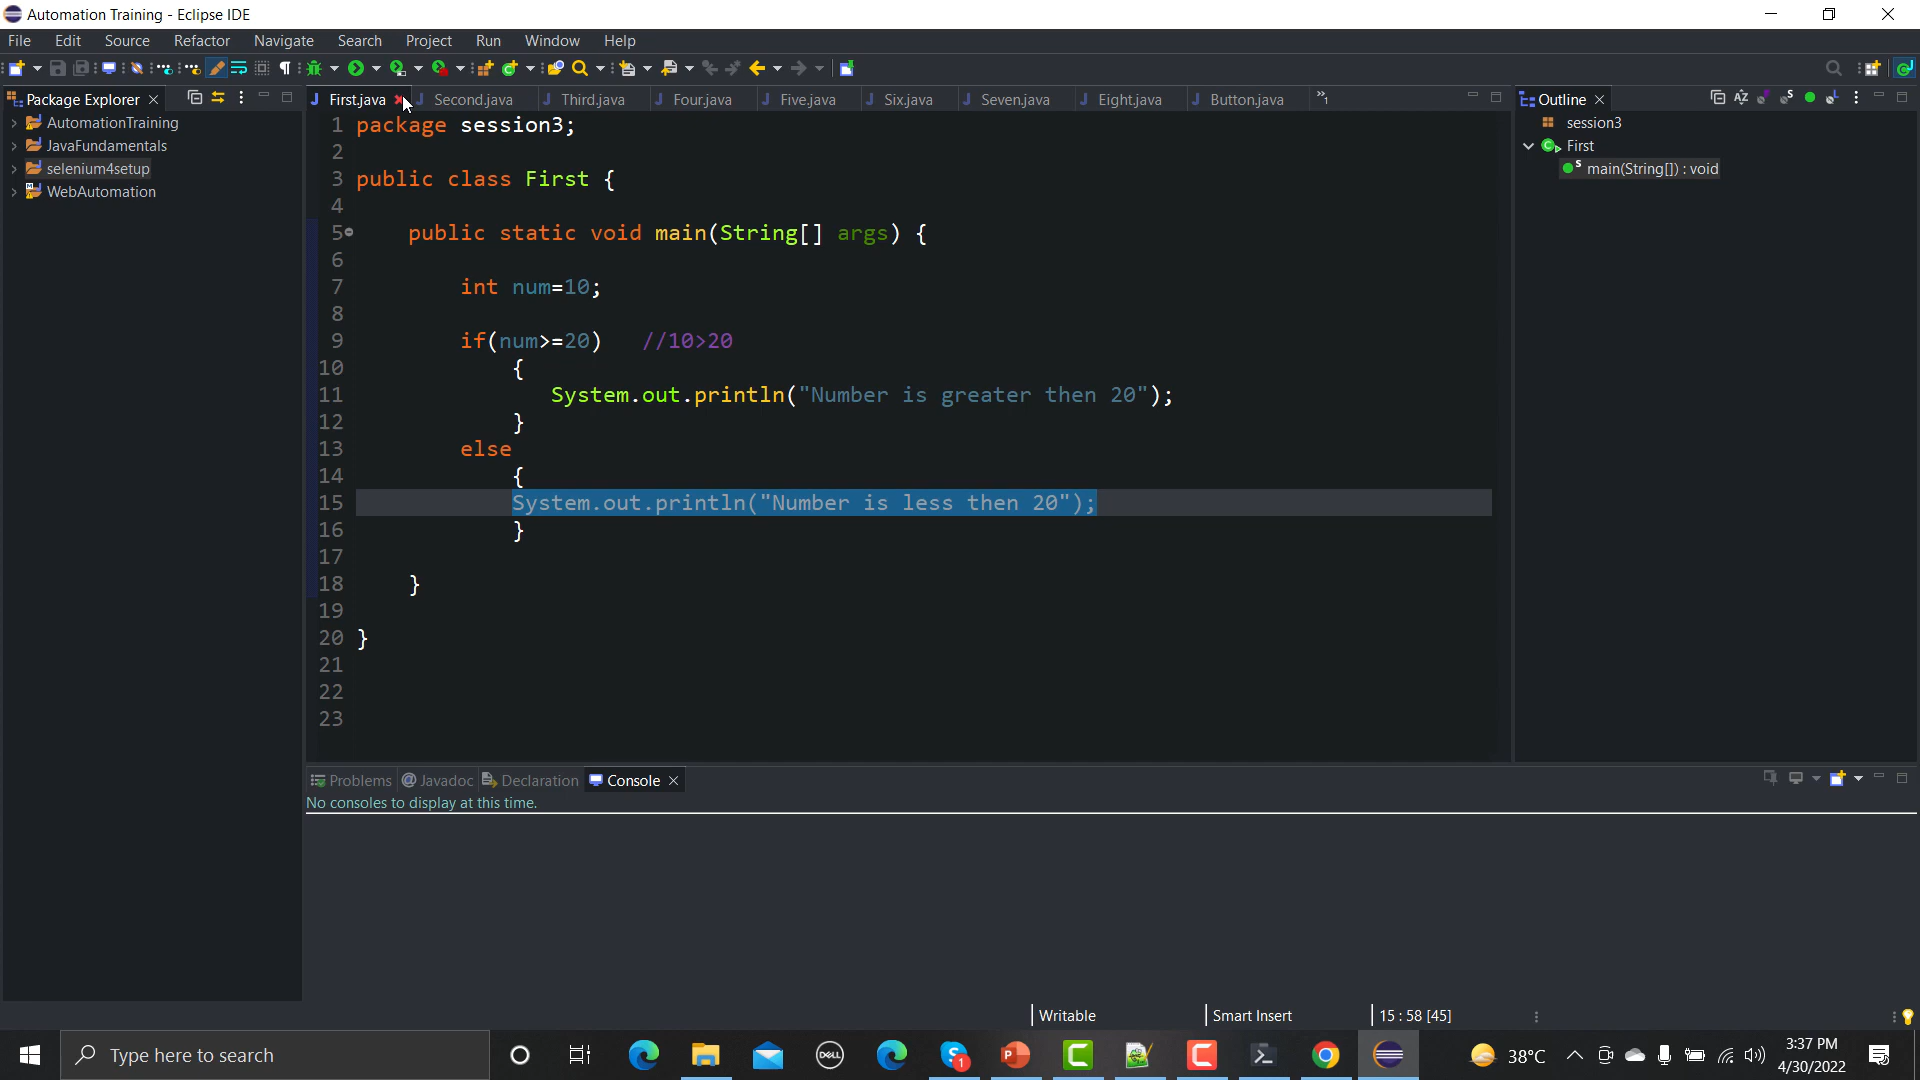 Automation Training - Eclipse IDE
File Edit Source Refactor Navigate Search Project Run Window Help
Package Explorer
First.java Second.java Third.java Four.java Five.java Six.java Seven.java Eight.java Button.java »1
Outline
AutomationTraining
JavaFundamentals
selenium4setup
WebAutomation
1 package session3;
2
3 public class First {
4
5 public static void main(String[] args) {
6
7 int num=10;
8
9 if(num>=20) //10>20
10 {
11 System.out.println("Number is greater then 20");
12 }
13 else
14 {
15 System.out.println("Number is less then 20");
16 }
17
18 }
19
20 }
21
22
23
session3
First
main(String[]) : void
Problems @ Javadoc Declaration Console
No consoles to display at this time.
Writable Smart Insert 15 : 58 [45]
Type here to search
DELL
38°C
3:37 PM
4/30/2022